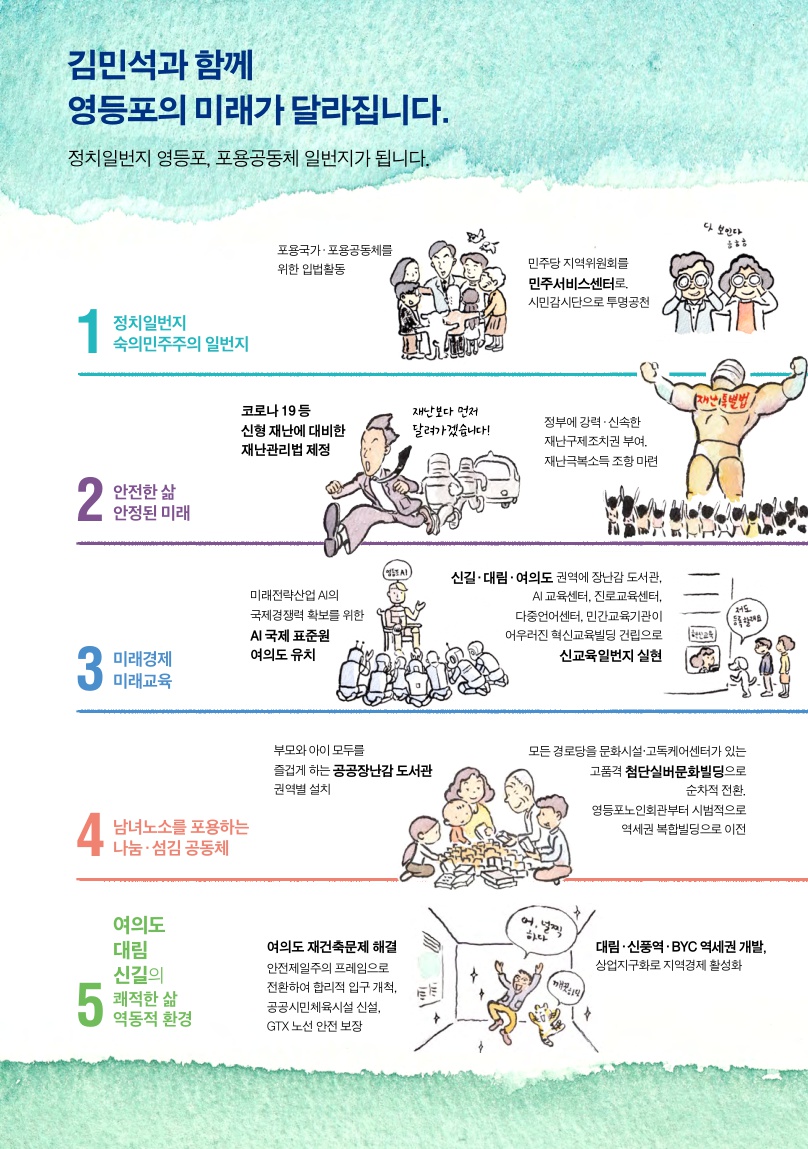 김민석과 함께
영등포의 미래가 달라집니다.
정치일번지 영등포, 포용공동체 일번지가 됩니다.
1
정치일번지
숙의민주주의 일번지
포용국가·포용공동체를
위한 입법활동
민주당 지역위원회를
민주서비스센터로.
시민감시단으로 투명공천
다 보인다
ㅎㅎㅎ
2
안전한 삶
안정된 미래
코로나 19 등
신형 재난에 대비한
재난관리법 제정
재난보다 먼저
달려가겠습니다!
정부에 강력·신속한
재난구제조치권 부여.
재난극복소득 조항 마련
재난특별법
3
미래경제
미래교육
미래전략산업 AI의
국제경쟁력 확보를 위한
AI 국제 표준원
여의도 유치
영등포 AI
신길·대림·여의도 권역에 장난감 도서관,
AI 교육센터, 진로교육센터,
다중언어센터, 민간교육기관이
어우러진 혁신교육빌딩 건립으로
신교육일번지 실현
혁신교육
저도
등록할래요
4
남녀노소를 포용하는
나눔·섬김 공동체
부모와 아이 모두를
즐겁게 하는 공공장난감 도서관
권역별 설치
모든 경로당을 문화시설·고독케어센터가 있는
고품격 첨단실버문화빌딩으로
순차적 전환.
영등포노인회관부터 시범적으로
역세권 복합빌딩으로 이전
5
여의도
대림
신길의
쾌적한 삶
역동적 환경
여의도 재건축문제 해결
안전제일주의 프레임으로
전환하여 합리적 입구 개척,
공공시민체육시설 신설,
GTX 노선 안전 보장
어, 널찍
하다
깨끗해
대림·신풍역·BYC 역세권 개발,
상업지구화로 지역경제 활성화